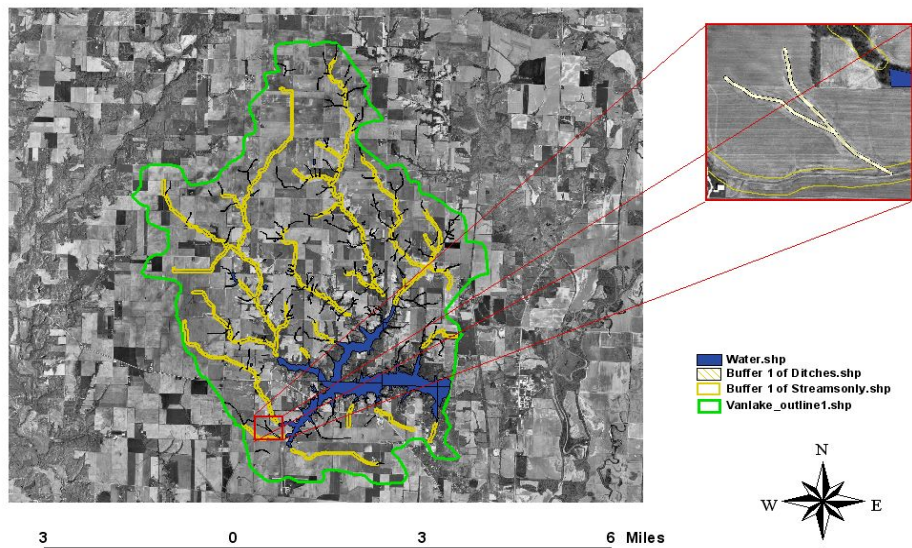 Water.shp
Buffer 1 of Ditches.shp
Buffer 1 of Streamsonly.shp
Vanlake_outline1.shp
N
W E
S
3 0 3 6 Miles